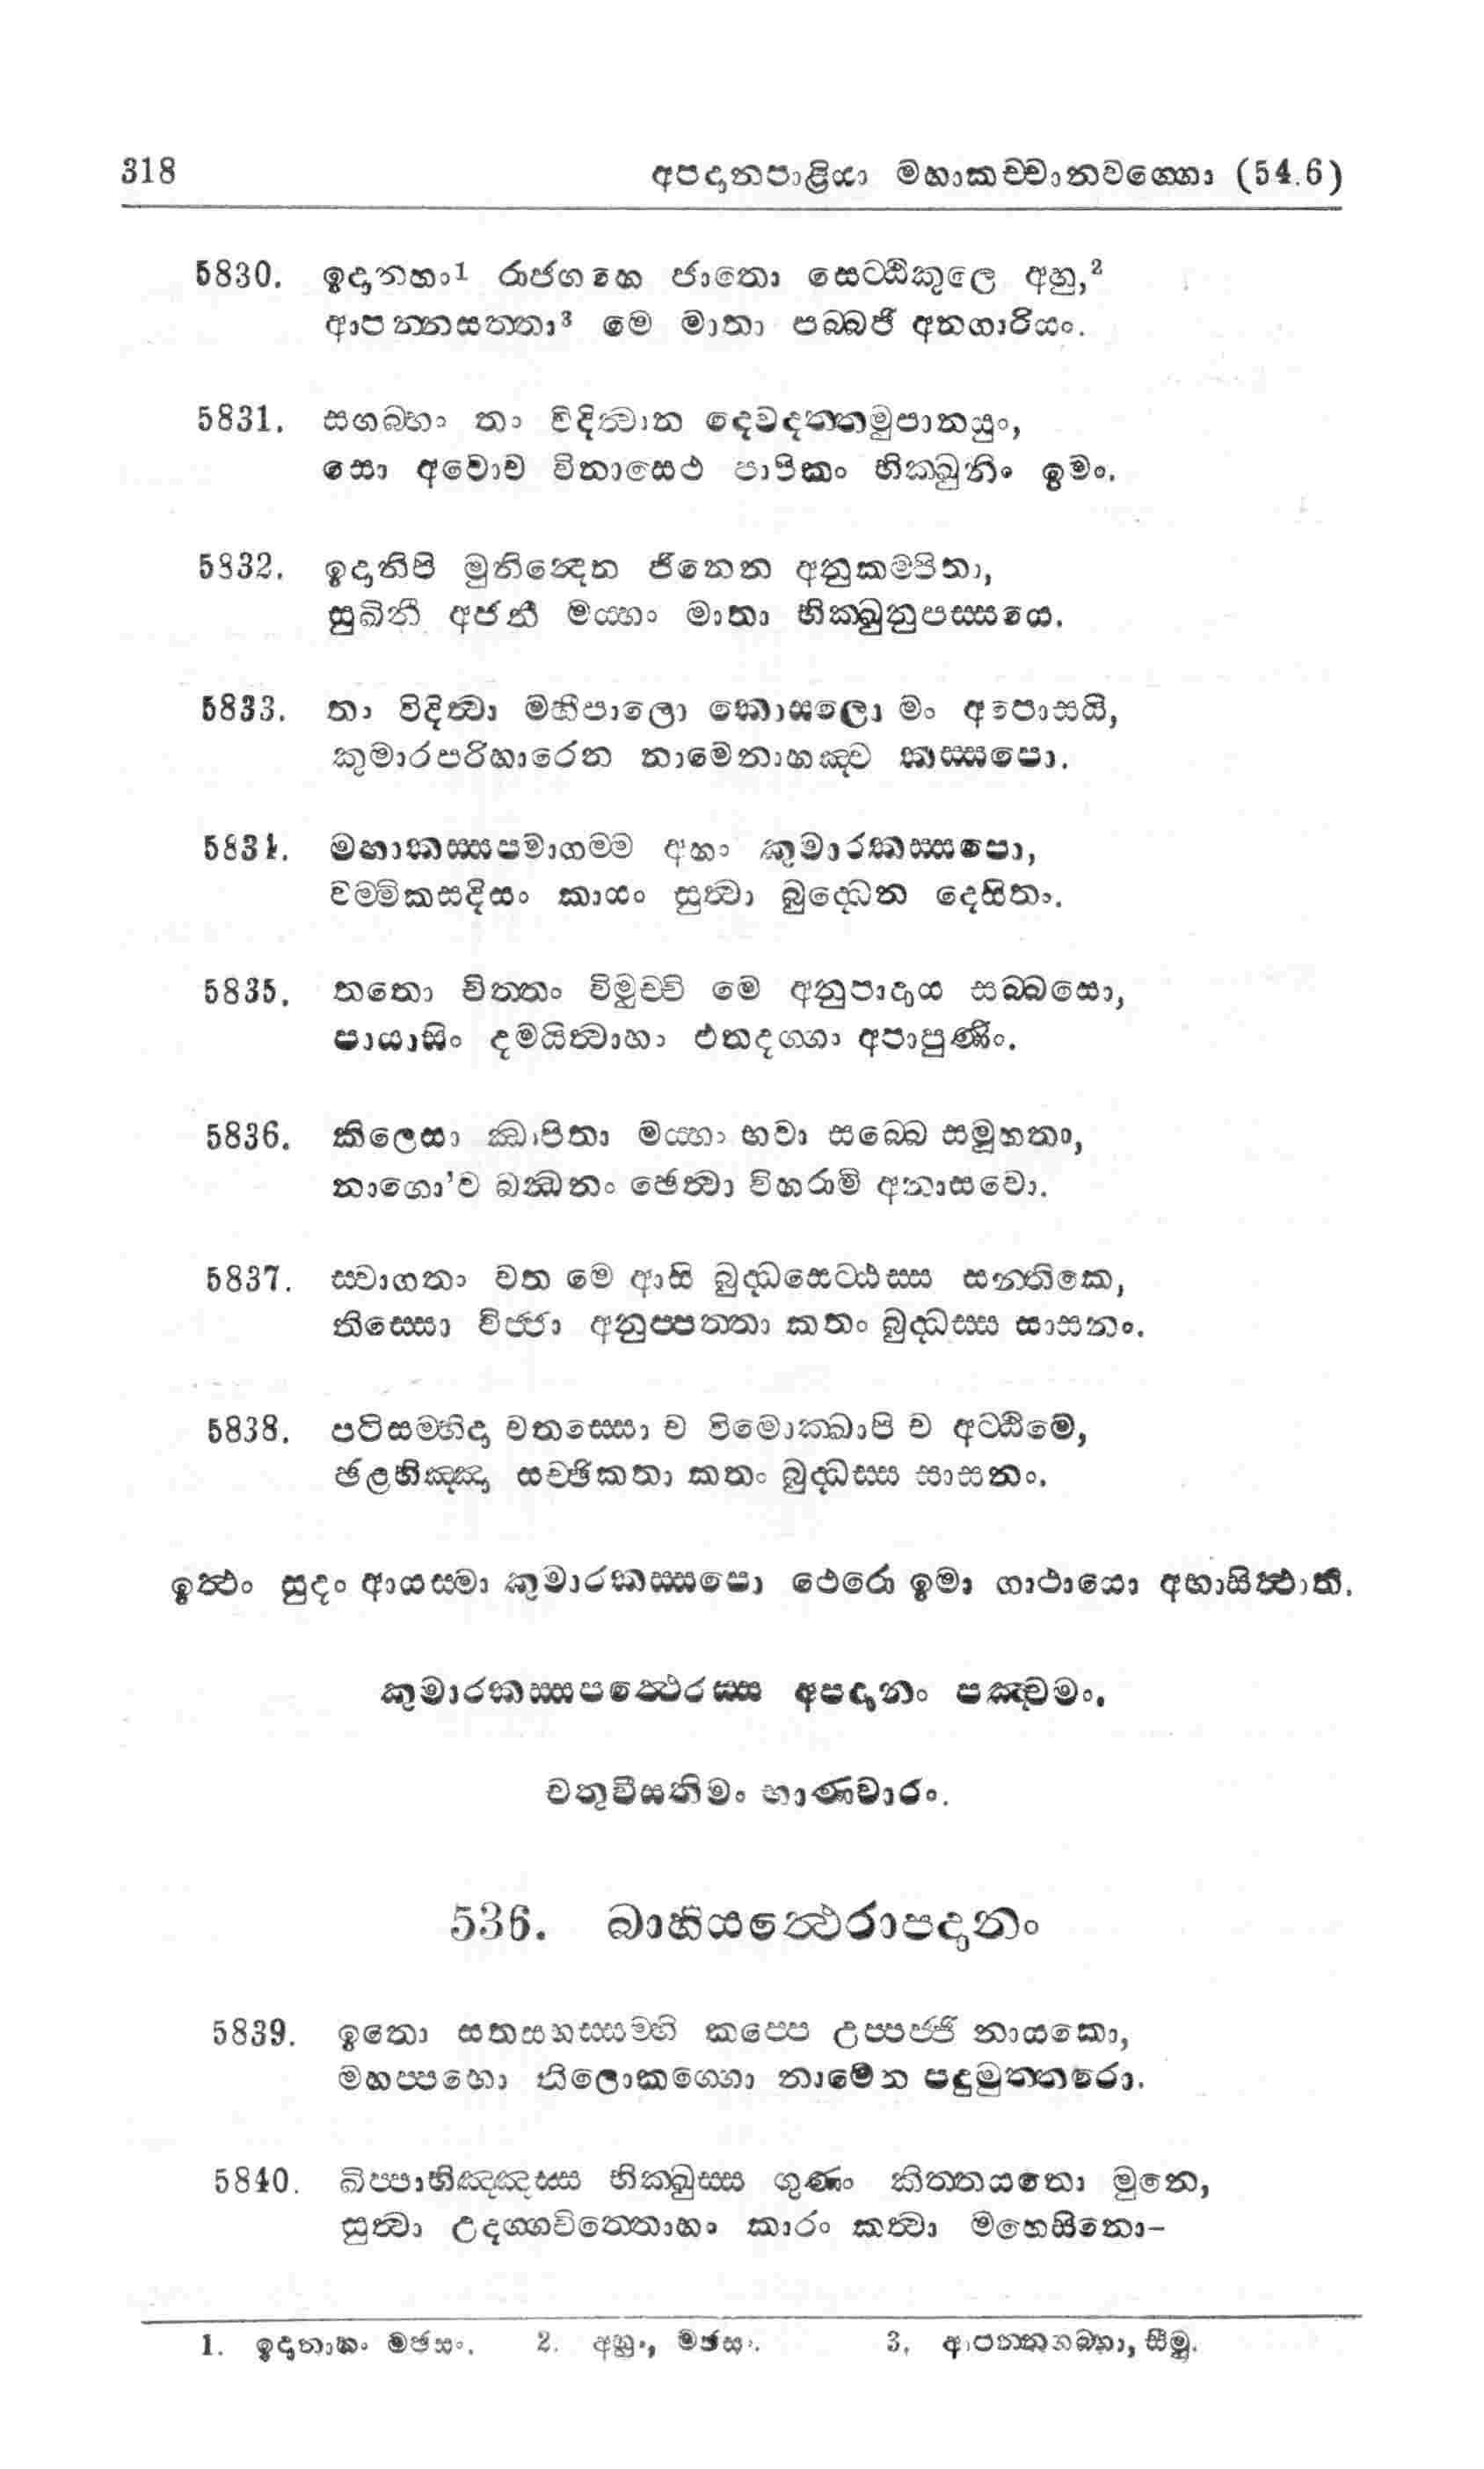 318 අපදානපාළියා මහාකච්චානවග්ගො (54.6)
5830. ඉදානහං1 රාජගහෙ ජාතො සෙට්ඨිකුලෙ අහු,2
ආපන්නසත්තා3 මෙ මාතා පබ්බජි අනගාරියං.
5831. සගබ්භං තං විදිත්වාන දෙවදත්තමුපානයුං,
සො අවොච විනාසෙථ පාපිකං භික්ඛුනිං ඉමං.
5832. ඉදානිපි මුනින්දෙන ජිනෙන අනුකම්පිතා,
සුඛිනී අජනී මය්හං මාතා භික්ඛුනුපස්සයෙ.
5833. තං විදිත්වා මහීපාලො කොසලො මං අපොසයි,
කුමාරපරිහාරෙන නාමෙනාහඤ්ච කස්සපො.
5834. මහාකස්සපමාගම්ම අහං කුමාරකස්සපො,
වම්මිකසදිසං කායං සුත්වා බුද්ධෙන දෙසිතං.
5835. තතො චිත්තං විමුච්චි මෙ අනුපාදාය සබ්බසො,
පායාසිං දමයිත්වාහං එතදග්ගං අපාපුණිං.
5836. කිලෙසා ඣාපිතා මය්හං භවා සබ්බෙ සමූහතා,
නාගො'ව බන්ධනං ඡෙත්වා විහරාමි අනාසවො.
5837. ස්වාගතං වත මෙ ආසි බුද්ධසෙට්ඨස්ස සන්තිකෙ,
තිස්සො විජ්ජා අනුප්පත්තා කතං බුද්ධස්ස සාසනං.
5838. පටිසම්භිදා චතස්සො ච විමොක්ඛාපි ච අට්ඨිමෙ,
ඡළභිඤ්ඤා සච්ඡිකතා කතං බුද්ධස්ස සාසනං.
ඉත්ථං සුදං ආයස්මා කුමාරකස්සපො ථෙරො ඉමා ගාථායො අභාසිත්ථාති.
කුමාරකස්සපත්ථෙරස්ස අපදානං පඤ්චමං.
චතුවීසතිමං භාණවාරං.
536. බාහියත්ථෙරාපදානං
5839. ඉතො සතසහස්සම්හි කප්පෙ උප්පජ්ජි නායකො,
මහප්පභො තිලොකග්ගො නාමෙන පදුමුත්තරො.
5840. ඛිප්පාභිඤ්ඤස්ස භික්ඛුස්ස ගුණං කිත්තයතො මුනෙ,
සුත්වා උදග්ගචිත්තොහං කාරං කත්වා මහෙසිනො–
1. ඉදානාහං මජසං. 2. අහුං, මජසං. 3. ආපන්නගබ්භා, සීමු.